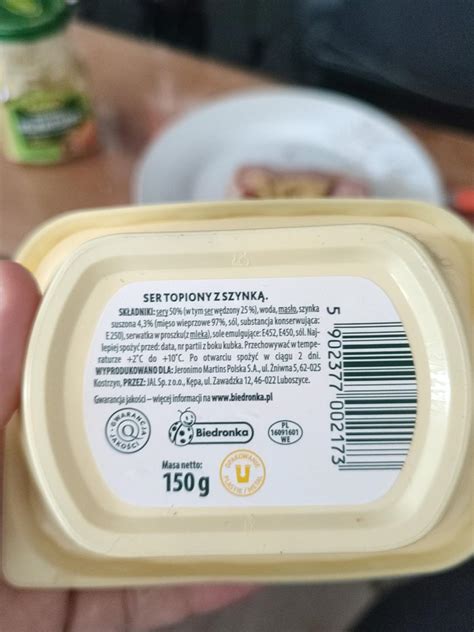 SER TOPIONY Z SZYNKĄ.
SKŁADNIKI: sery 50% (w tym ser wędzony 25%), woda, masło, szynka
suszona 4,3% (mięso wieprzowe 97%, sól, substancja konserwująca:
E 250), serwatka w proszku (z mleka), sole emulgujące: E452, E450, sól. Naj-
lepiej spożyć przed: data, nr partii z boku kubka. Przechowywać w tempe-
raturze +2˚C do +10˚C. Po otwarciu spożyć w ciągu 2 dni.
WYPRODUKOWANO DLA: Jeronimo Martins Polska S.A., ul. Żniwna 5, 62-025
Kostrzyn, PRZEZ: JAL Sp. z o.o., Kępa, ul. Zawadzka 12, 46-022 Luboszyce.
Gwarancja jakości – więcej informacji na www.biedronka.pl
GWARANCJA
Q
JAKOŚCI
Biedronka
PL
16091601
WE
Masa netto:
150 g
OPAKOWANIE
PLASTIK / METAL
5 902377 002173